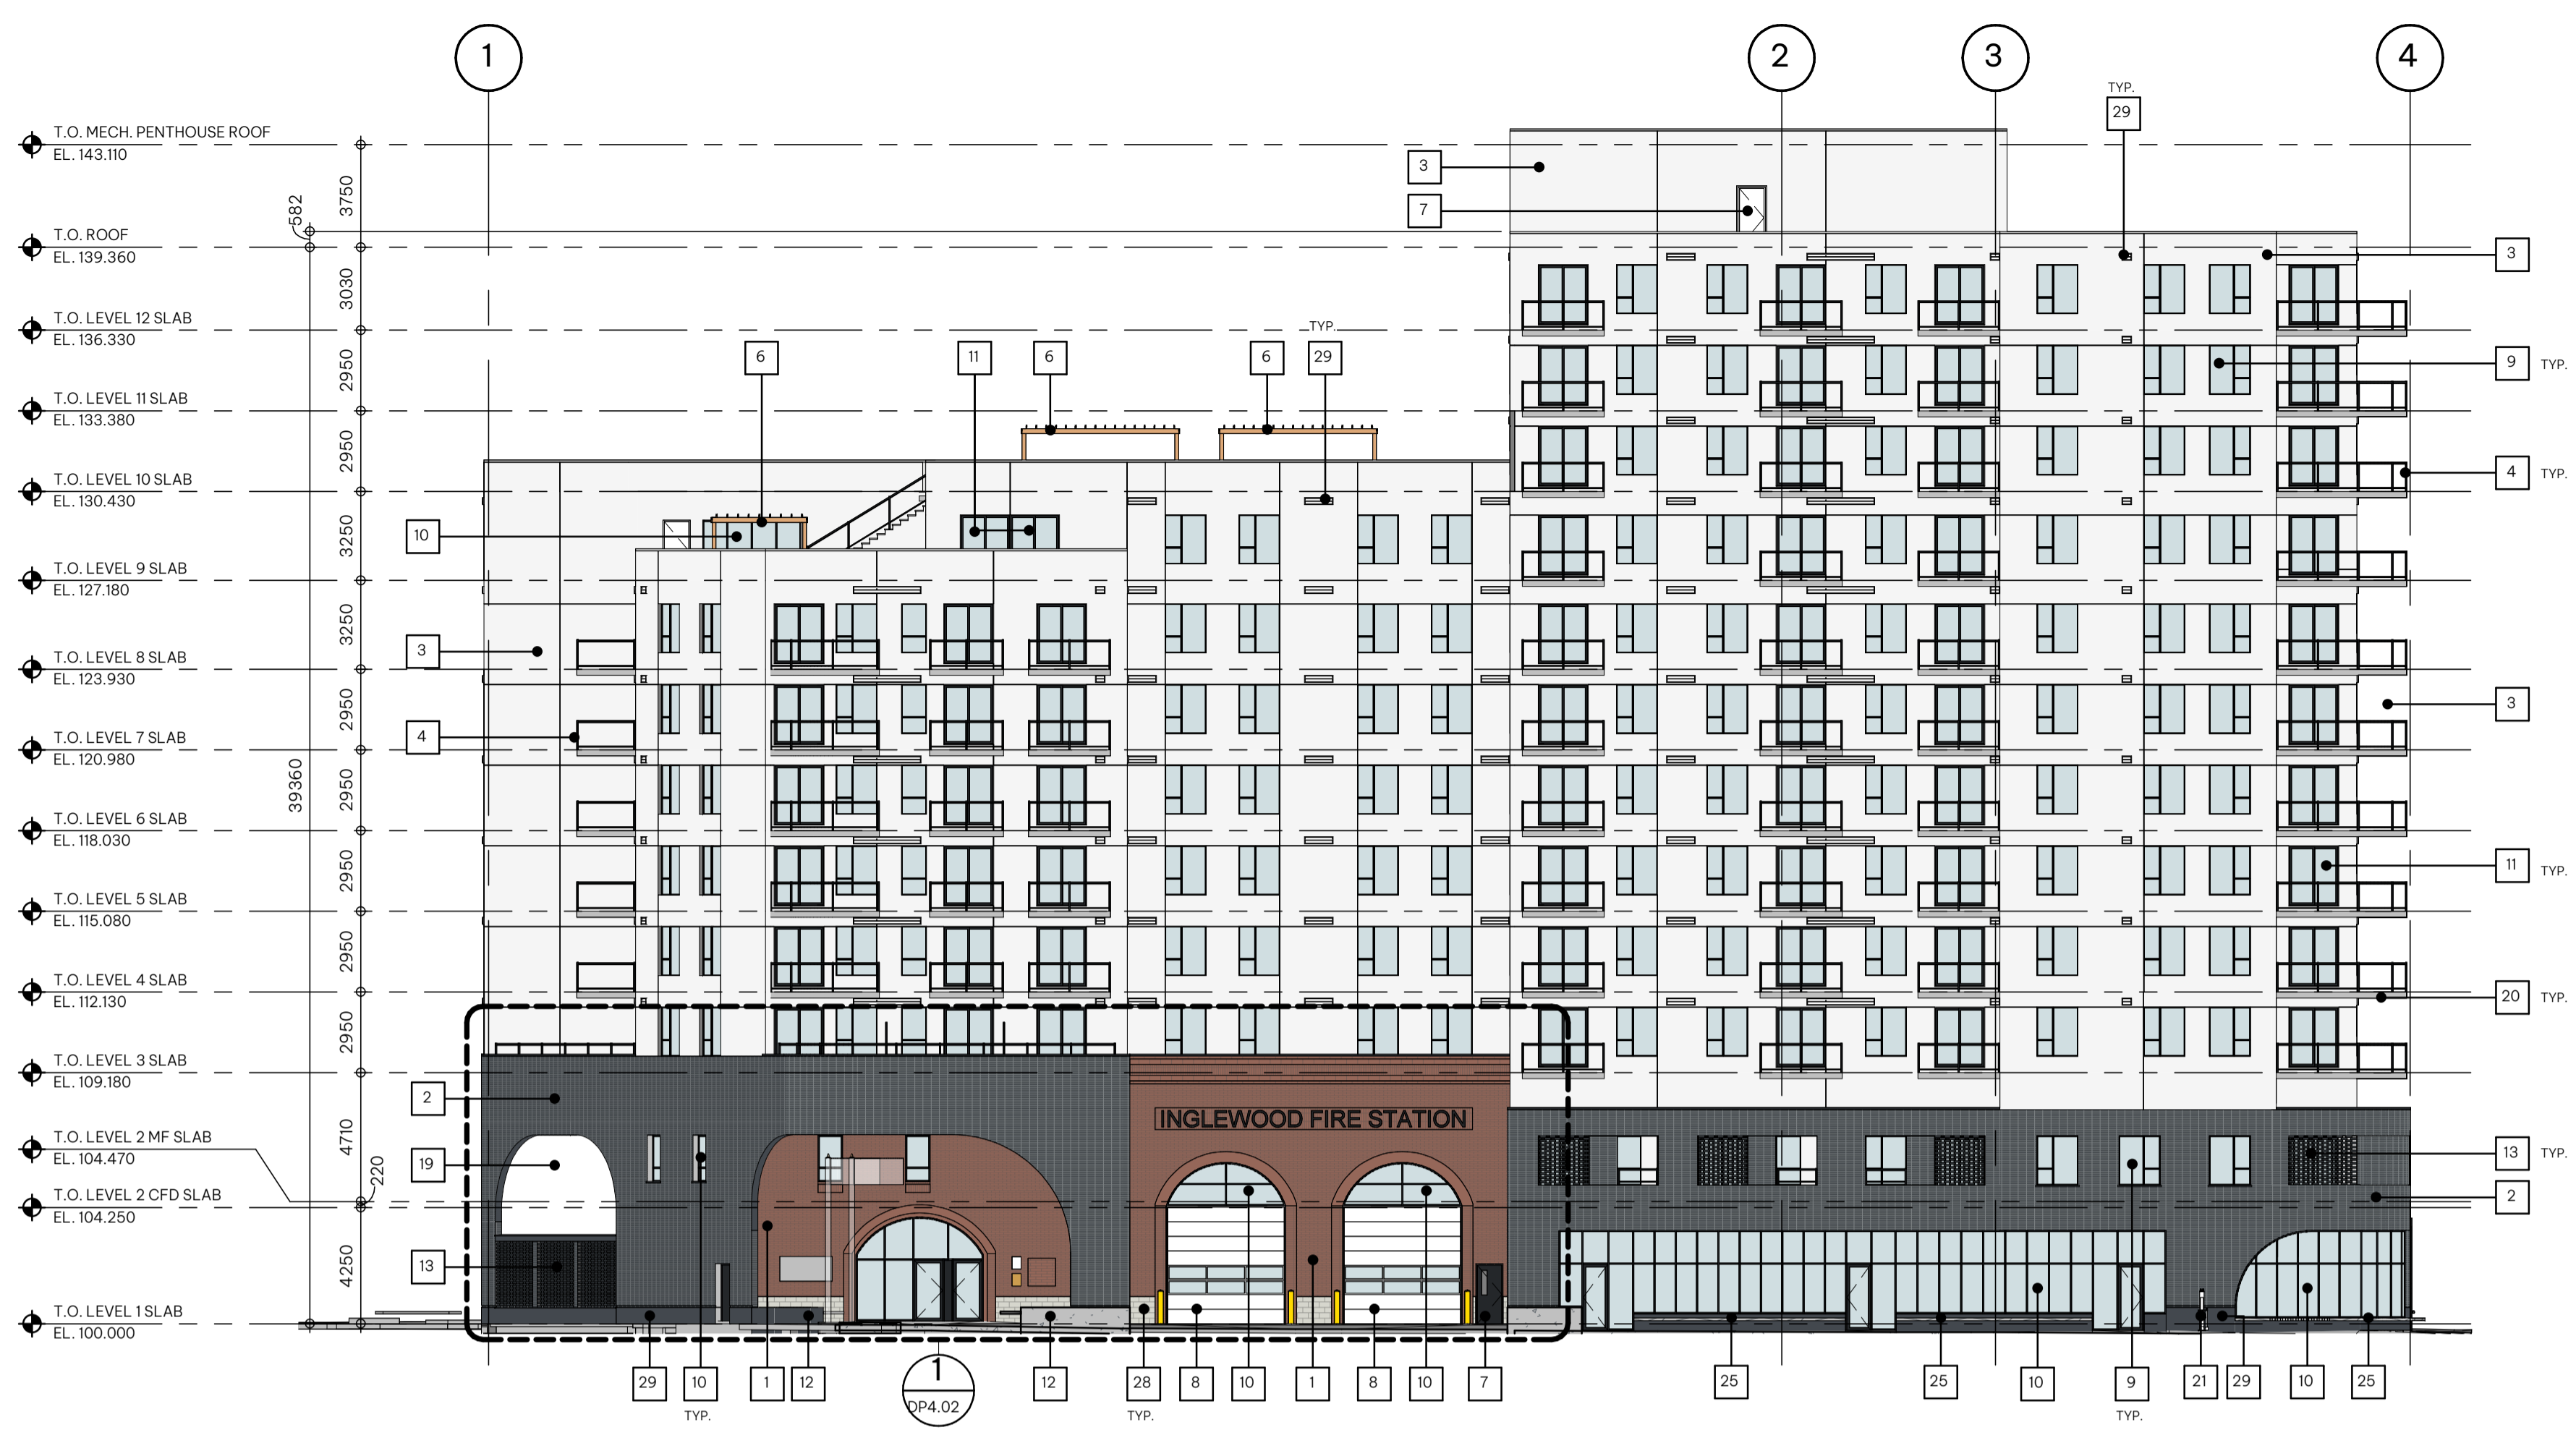 1
2
3
4
TYP.
29
T.O. MECH. PENTHOUSE ROOF
EL. 143.110
3
3750
582
7
T.O. ROOF
EL. 139.360
3
3030
T.O. LEVEL 12 SLAB
EL. 136.330
TYP.
6
11
6
6
29
9 TYP.
2950
T.O. LEVEL 11 SLAB
EL. 133.380
2950
4 TYP.
T.O. LEVEL 10 SLAB
EL. 130.430
10
3250
T.O. LEVEL 9 SLAB
EL. 127.180
3250
3
T.O. LEVEL 8 SLAB
EL. 123.930
2950
3
4
T.O. LEVEL 7 SLAB
EL. 120.980
39360
2950
T.O. LEVEL 6 SLAB
EL. 118.030
2950
11 TYP.
T.O. LEVEL 5 SLAB
EL. 115.080
2950
T.O. LEVEL 4 SLAB
EL. 112.130
20 TYP.
2950
T.O. LEVEL 3 SLAB
EL. 109.180
2
INGLEWOOD FIRE STATION
4710
T.O. LEVEL 2 MF SLAB
EL. 104.470
19
220
13 TYP.
T.O. LEVEL 2 CFD SLAB
EL. 104.250
2
13
4250
T.O. LEVEL 1 SLAB
EL. 100.000
29
10
TYP.
1
12
1
DP4.02
12
28
TYP.
8
10
1
8
10
7
25
25
10
9
TYP.
21
29
10
25